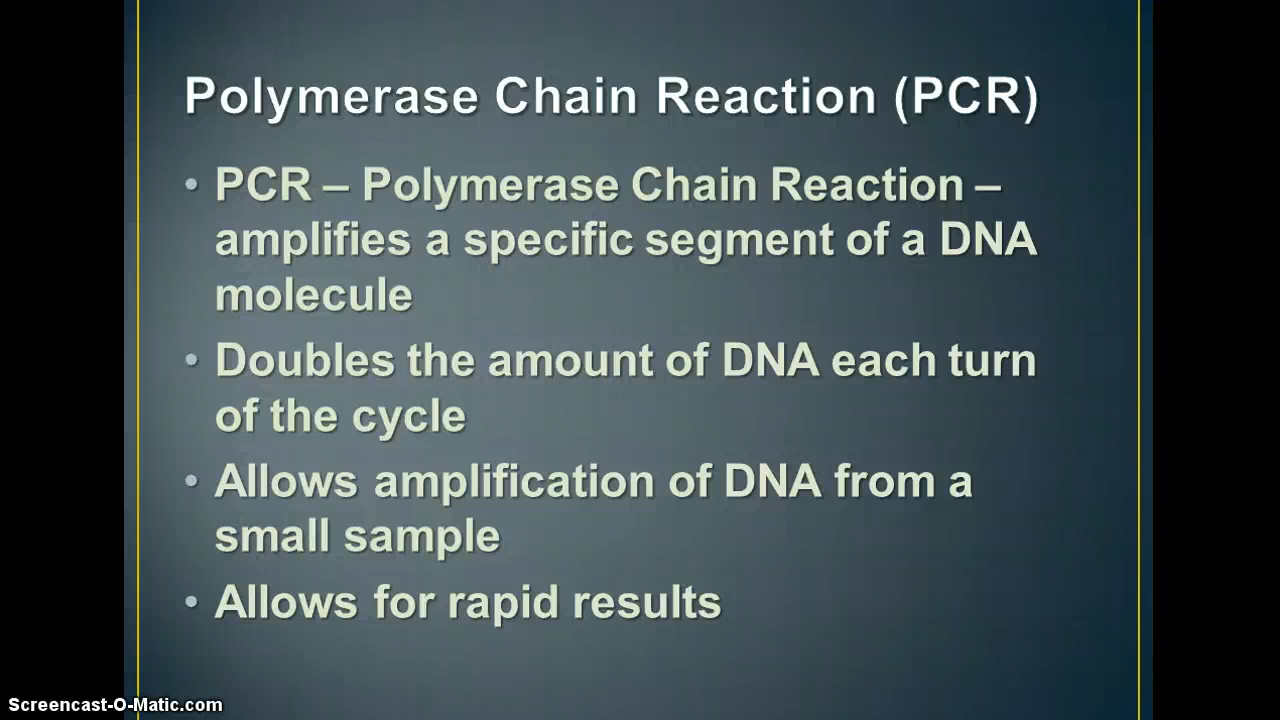 Polymerase Chain Reaction (PCR)
• PCR – Polymerase Chain Reaction –
amplifies a specific segment of a DNA
molecule
• Doubles the amount of DNA each turn
of the cycle
• Allows amplification of DNA from a
small sample
• Allows for rapid results
Screencast-O-Matic.com